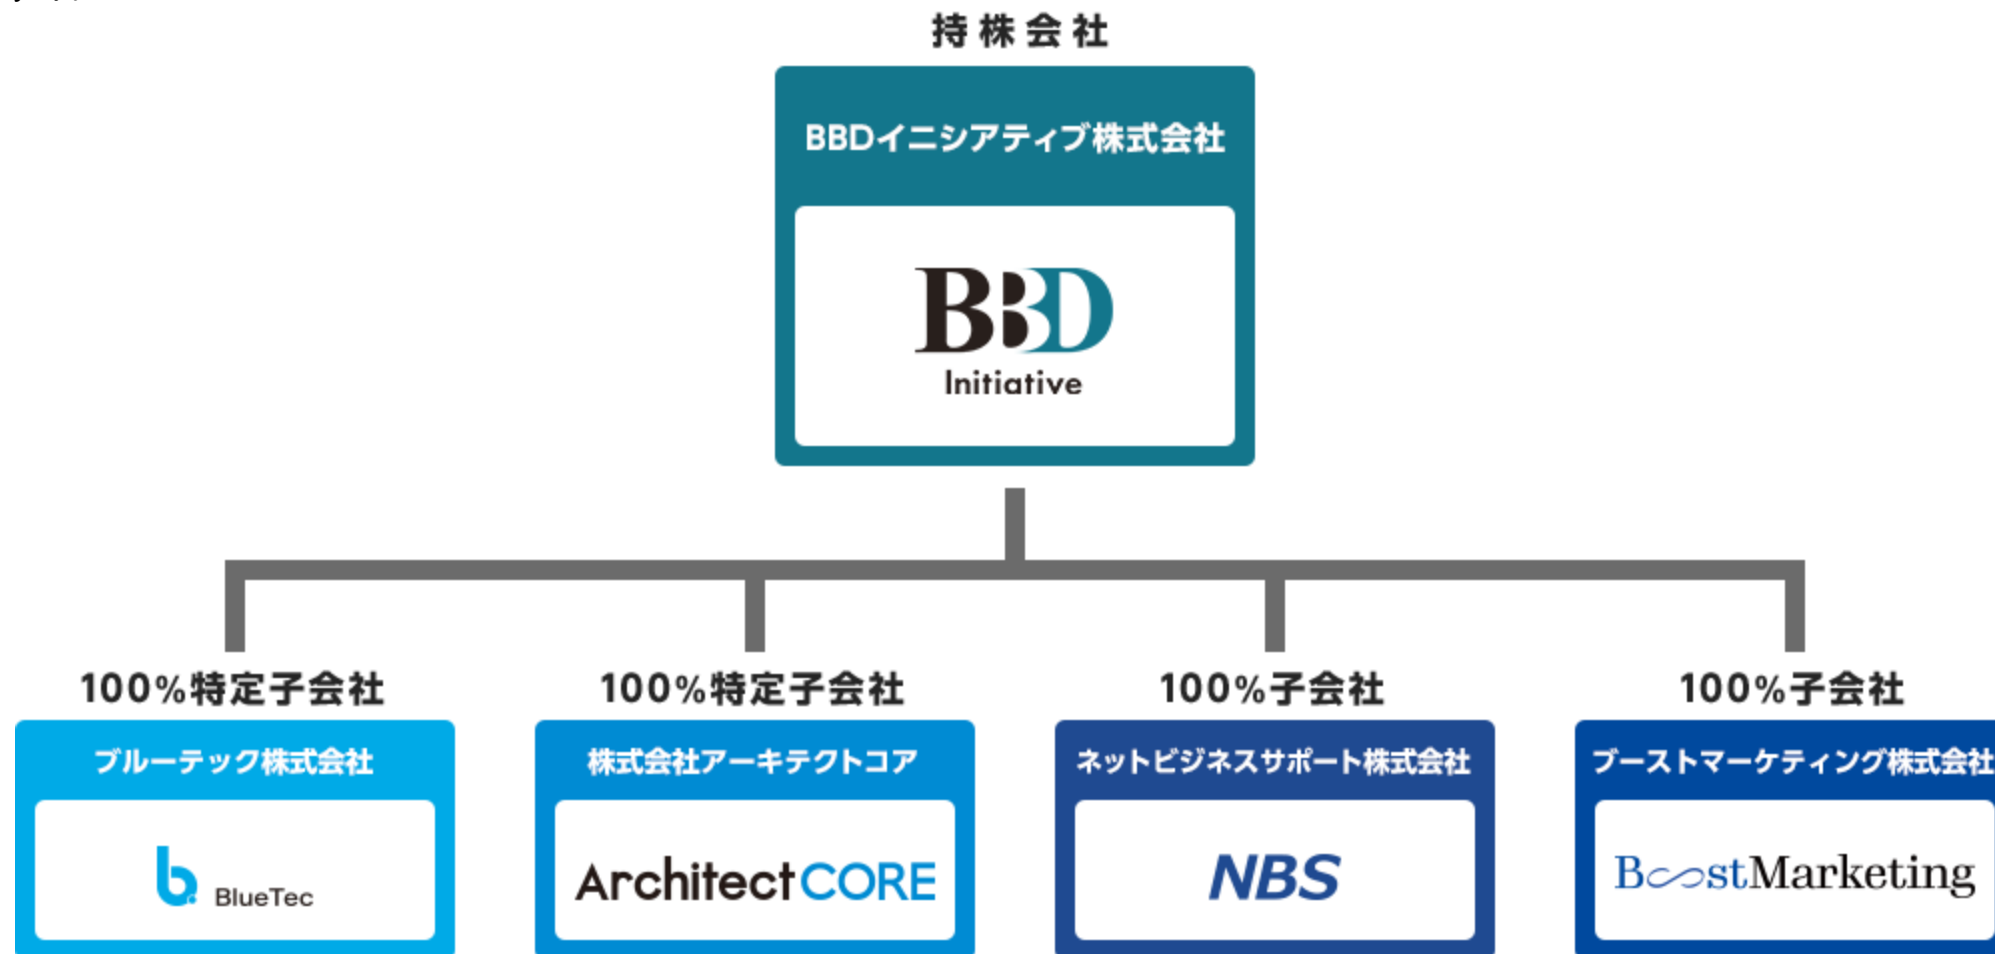 持株会社
BBDイニシアティブ株式会社
BBD
Initiative
100%特定子会社
100%特定子会社
100%子会社
100%子会社
ブルーテック株式会社
株式会社アーキテクトコア
ネットビジネスサポート株式会社
ブーストマーケティング株式会社
b.
BlueTec
ArchitectCORE
NBS
BoostMarketing